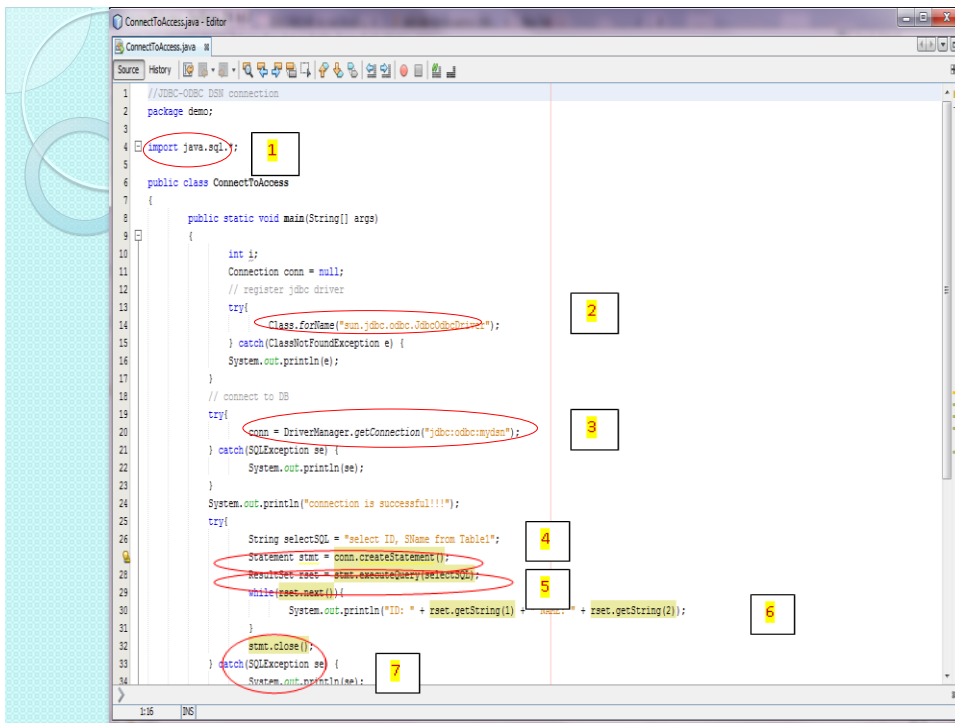 ConnectToAccess.java - Editor
ConnectToAccess.java
Source History
1 //JDBC-ODBC DSN connection
2 package demo;
3
4 import java.sql.*; 1
5
6 public class ConnectToAccess
7 {
8 public static void main(String[] args)
9 {
10 int i;
11 Connection conn = null;
12 // register jdbc driver
13 try{ 2
14 Class.forName("sun.jdbc.odbc.JdbcOdbcDriver");
15 } catch(ClassNotFoundException e) {
16 System.out.println(e);
17 }
18 // connect to DB
19 try{ 3
20 conn = DriverManager.getConnection("jdbc:odbc:mydsn");
21 } catch(SQLException se) {
22 System.out.println(se);
23 }
24 System.out.println("connection is successful!!!");
25 try{
26 String selectSQL = "select ID, SName from Table1"; 4
Statement stmt = conn.createStatement();
28 ResultSet rset = stmt.executeQuery(selectSQL); 5
29 while(rset.next()){
30 System.out.println("ID: " + rset.getString(1) + " " + rset.getString(2)); 6
31 }
32 stmt.close();
33 } catch(SQLException se) { 7
34 System.out.println(se);
1:16 INS